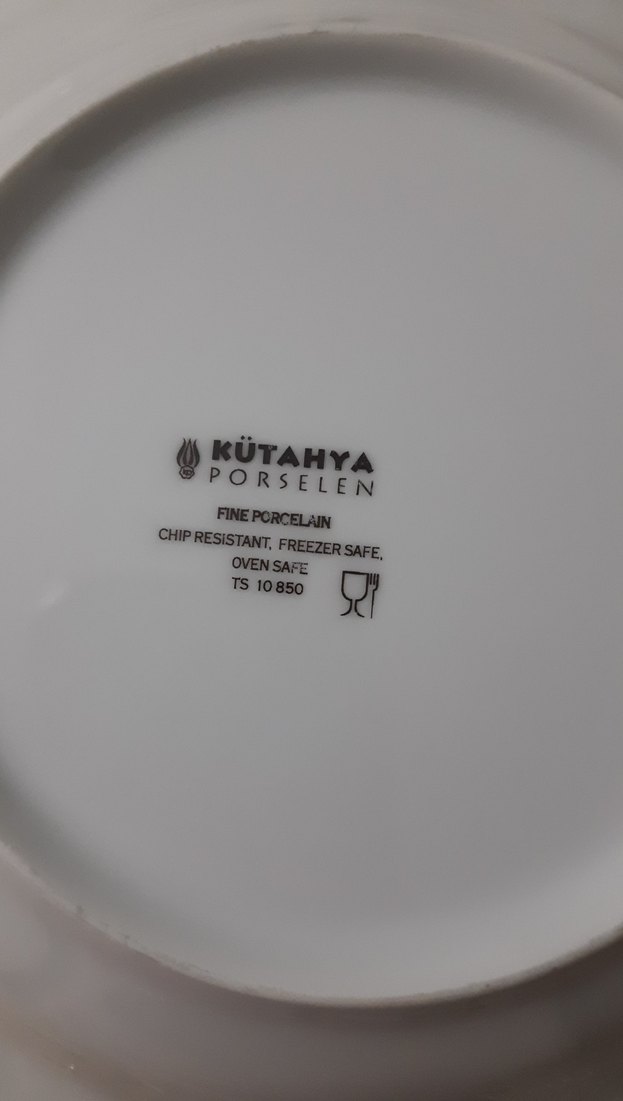 KÜTAHYA
PORSELEN
FINE PORCELAIN
CHIP RESISTANT, FREEZER SAFE,
OVEN SAFE
TS 10 850